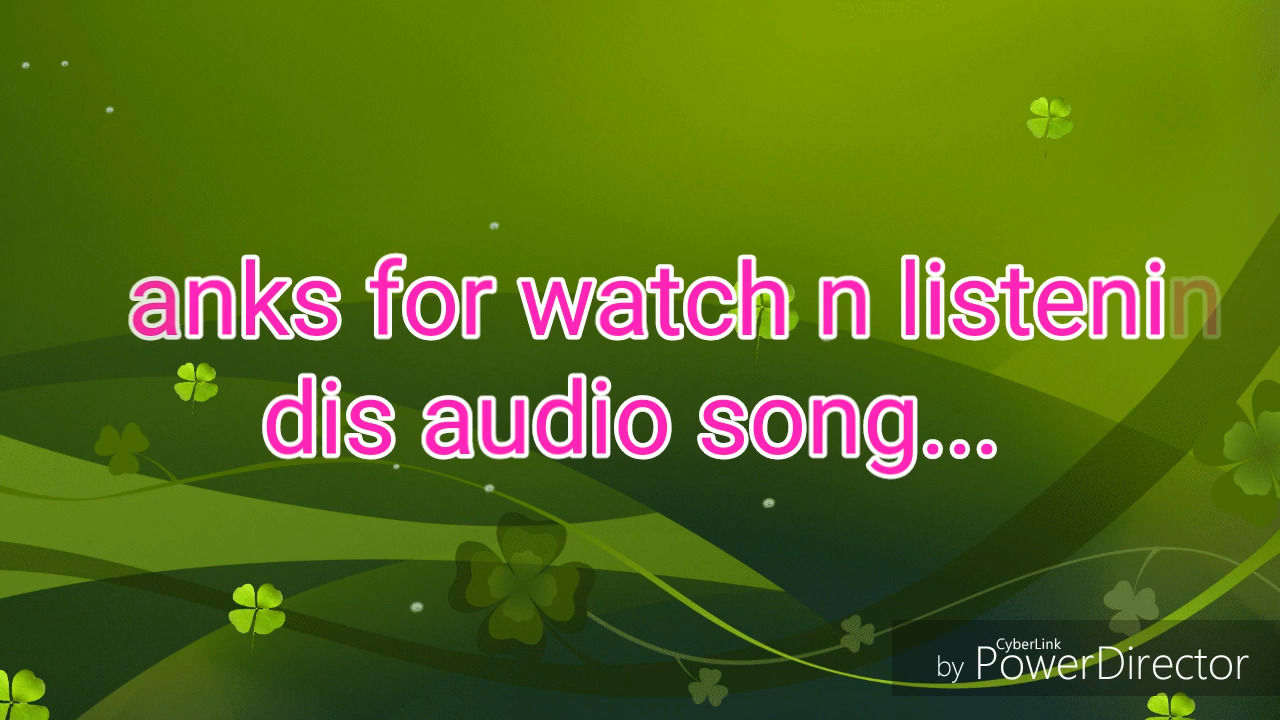 anks for watch n listenin
dis audio song...
CyberLink
by PowerDirector